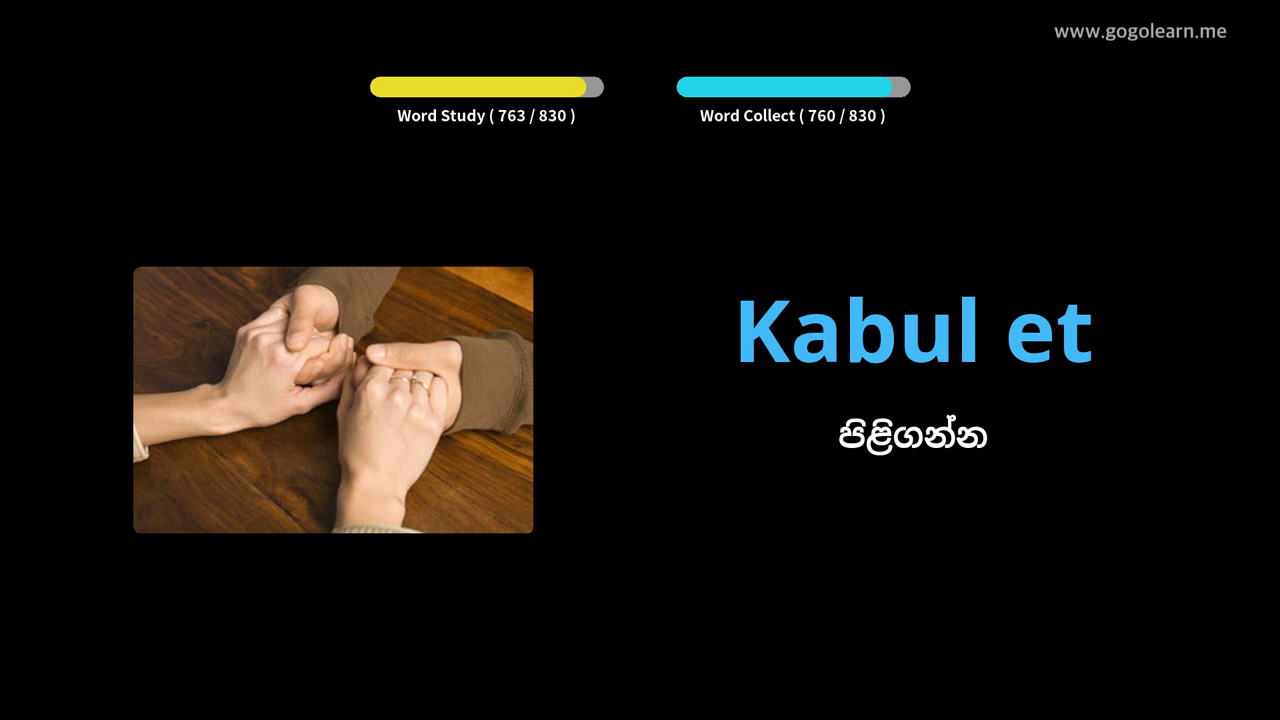 www.gogolearn.me
Word Study ( 763 / 830 )
Word Collect ( 760 / 830 )
Kabul et
පිළිගන්න